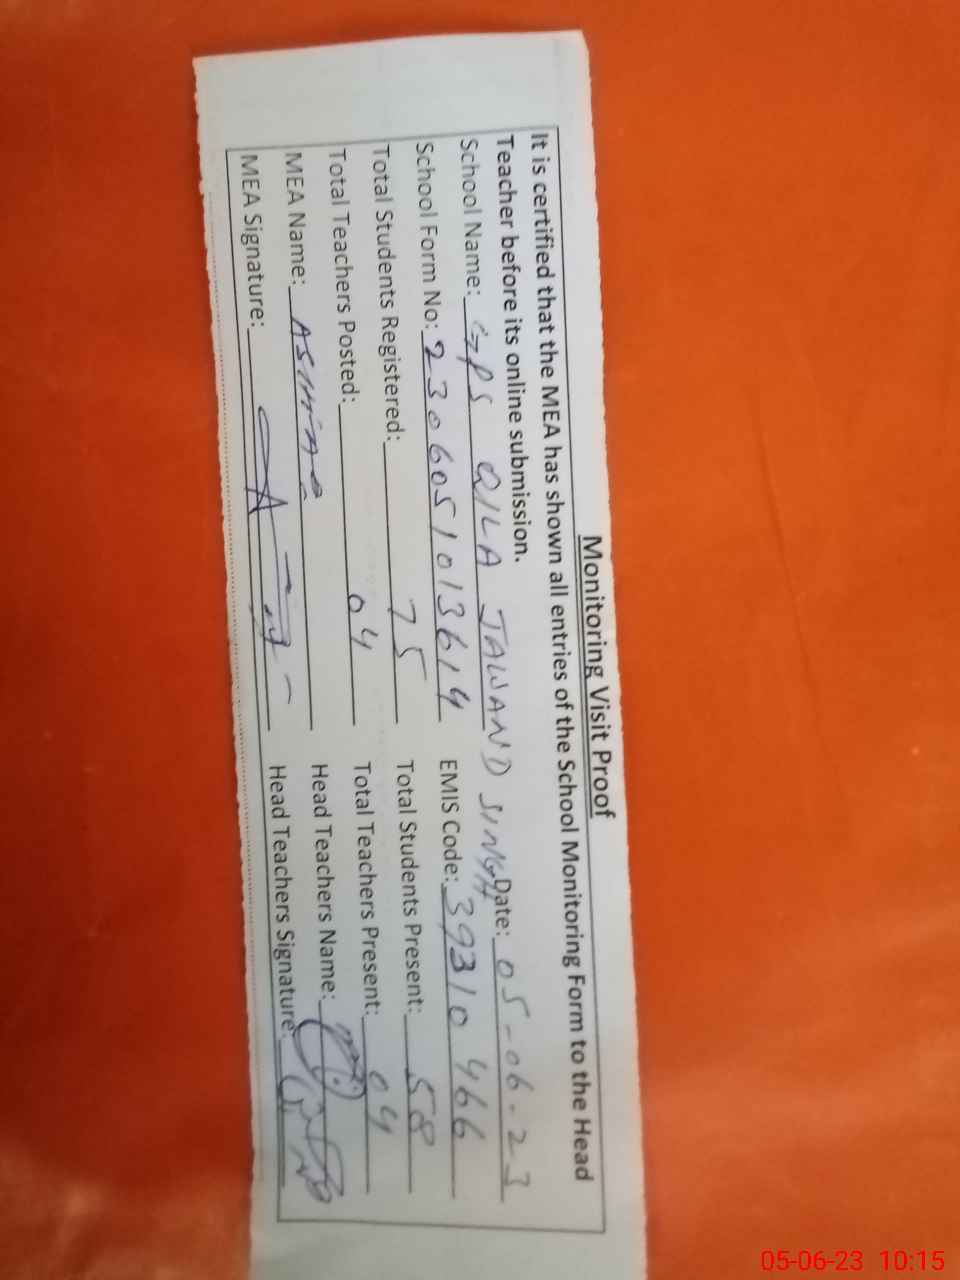 Monitoring Visit Proof
It is certified that the MEA has shown all entries of the School Monitoring Form to the Head
Teacher before its online submission.
School Name: GPS QILA JAWAND SINGH Date: 05-06-23
School Form No: 2306051013614 EMIS Code: 39310466
Total Students Registered: 75 Total Students Present: 58
Total Teachers Posted: 04 Total Teachers Present: 04
MEA Name: Head Teachers Name:
MEA Signature: Head Teachers Signature:
05-06-23 10:15